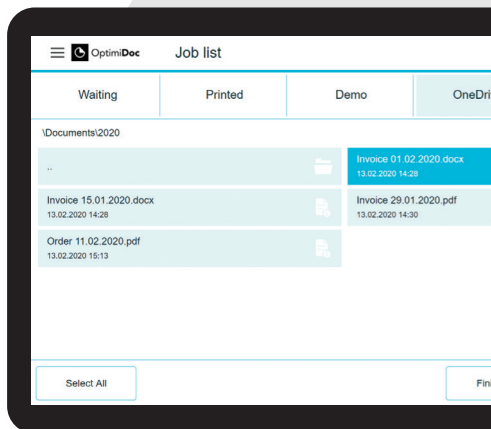 OptimiDoc Job list
Waiting Printed Demo OneDri
\Documents\2020
..
Invoice 01.02.2020.docx
13.02.2020 14:28
Invoice 15.01.2020.docx
13.02.2020 14:28
Invoice 29.01.2020.pdf
13.02.2020 14:30
Order 11.02.2020.pdf
13.02.2020 15:13
Select All Fini